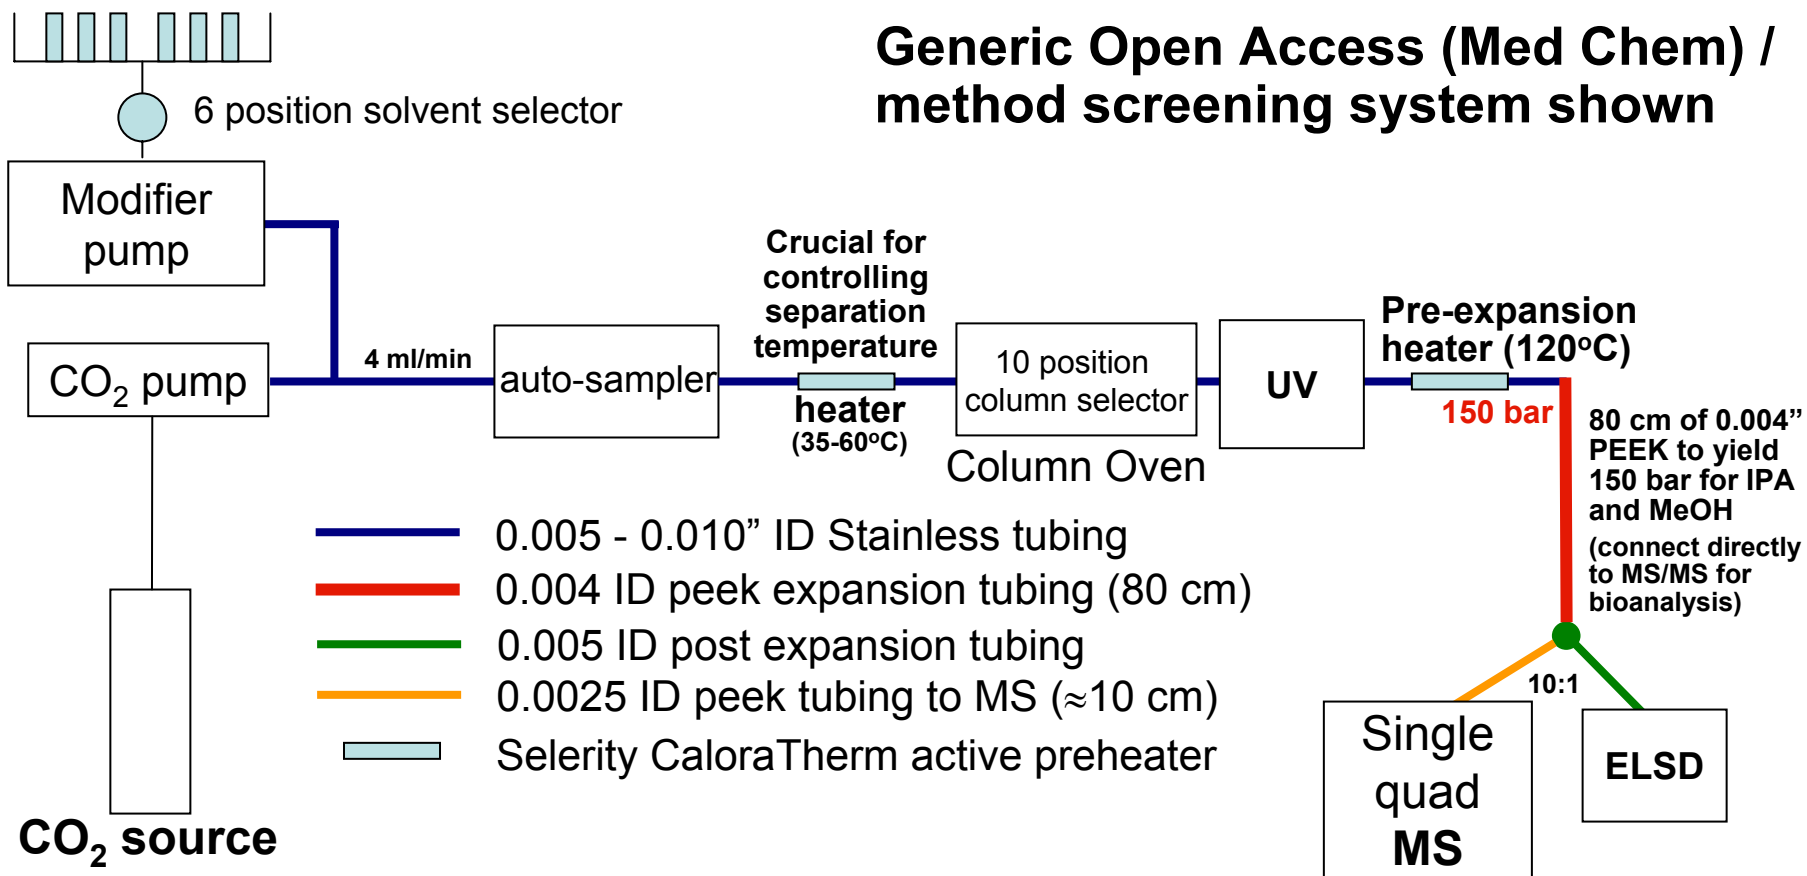 Generic Open Access (Med Chem) /
method screening system shown
6 position solvent selector
Modifier
pump
CO₂ pump
CO₂ source
4 ml/min
auto-sampler
Crucial for
controlling
separation
temperature
heater
(35-60°C)
10 position
column selector
Column Oven
UV
Pre-expansion
heater (120°C)
150 bar
80 cm of 0.004”
PEEK to yield
150 bar for IPA
and MeOH
(connect directly
to MS/MS for
bioanalysis)
0.005 - 0.010” ID Stainless tubing
0.004 ID peek expansion tubing (80 cm)
0.005 ID post expansion tubing
0.0025 ID peek tubing to MS (≈10 cm)
Selerity CaloraTherm active preheater
10:1
Single
quad
MS
ELSD